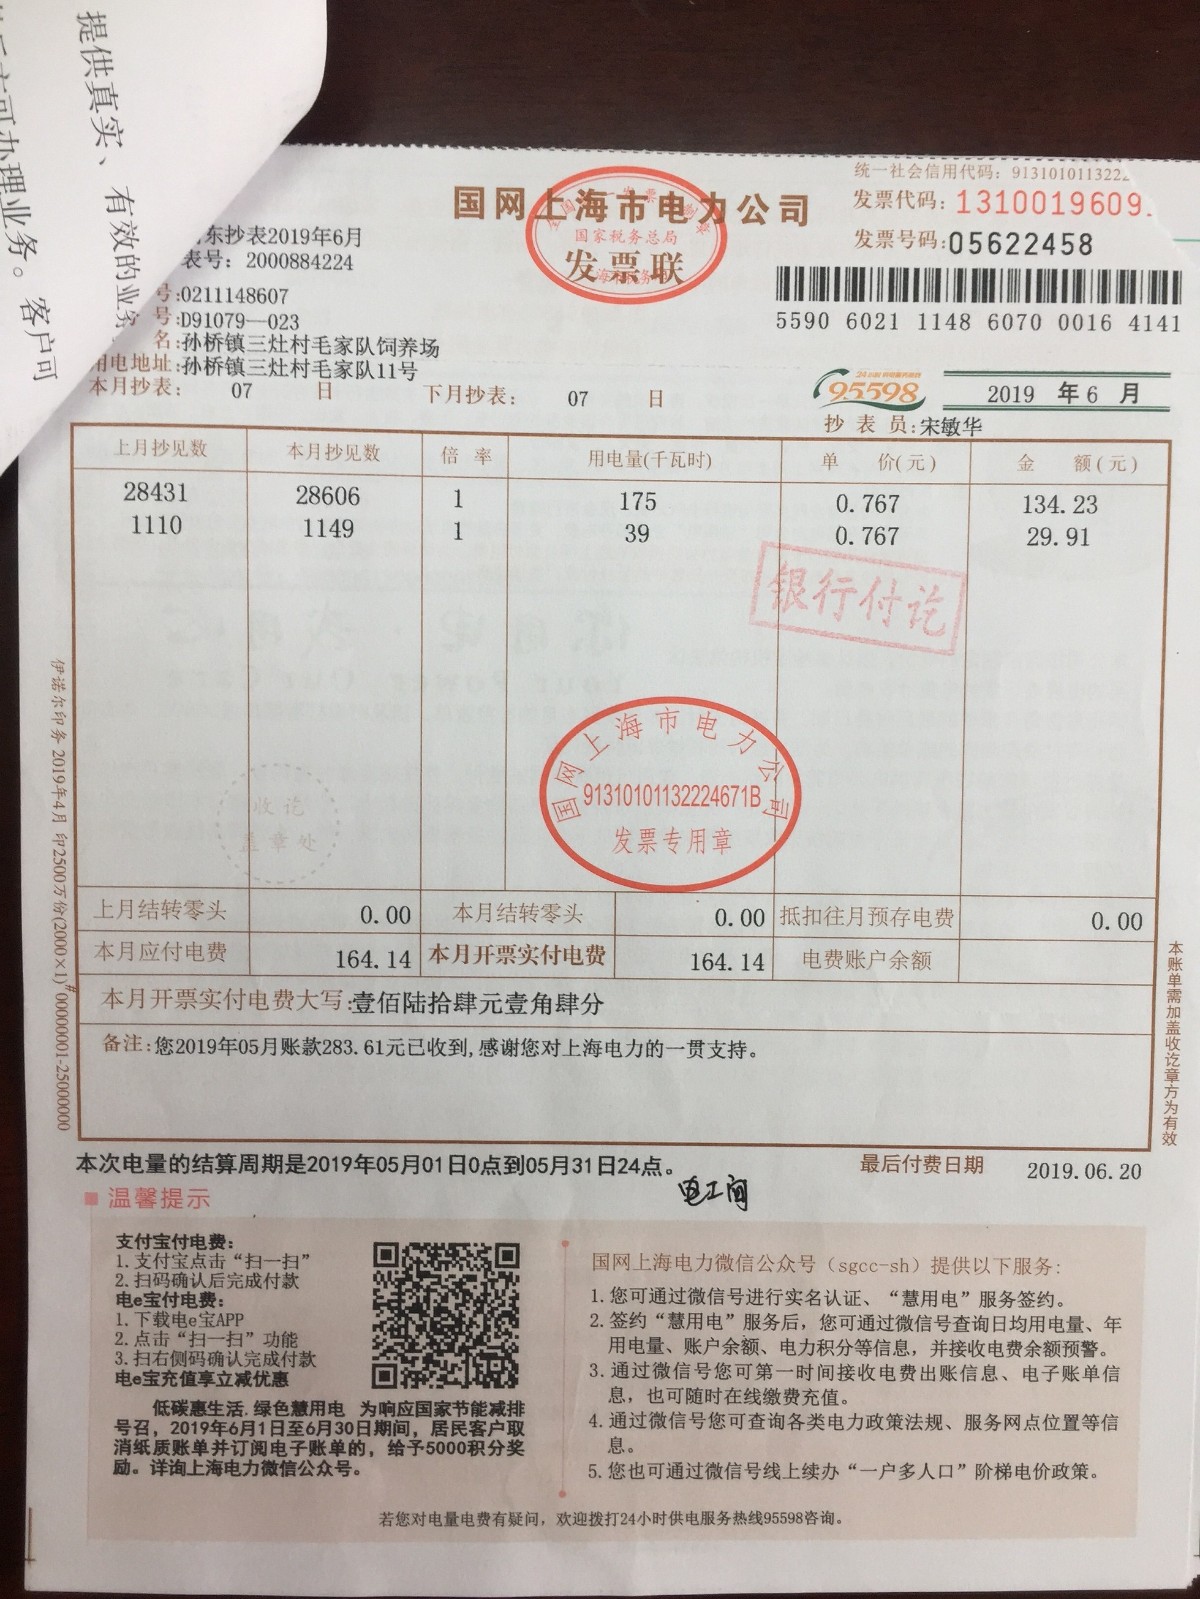 提供真实、有效的业务
可办理业务。客户可
国网上海市电力公司
国家税务总局
发票联
统一社会信用代码：9131010113222
发票代码：1310019609
发票号码：05622458
5590 6021 1148 6070 0016 4141
东抄表2019年6月
表号：2000884224
号:0211148607
号:D91079—023
名:孙桥镇三灶村毛家队饲养场
用电地址:孙桥镇三灶村毛家队11号
本月抄表： 07 日 下月抄表： 07 日
95598
2019 年 6 月
抄 表 员:宋敏华
上月抄见数 本月抄见数 倍 率 用电量(千瓦时) 单 价(元) 金 额(元)
28431 28606 1 175 0.767 134.23
1110 1149 1 39 0.767 29.91
银行付讫
国网上海市电力公司
91310101132224671B
发票专用章
收讫
盖章处
上月结转零头 0.00 本月结转零头 0.00 抵扣往月预存电费 0.00
本月应付电费 164.14 本月开票实付电费 164.14 电费账户余额
本月开票实付电费大写:壹佰陆拾肆元壹角肆分
备注:您2019年05月账款283.61元已收到,感谢您对上海电力的一贯支持。
伊诺尔印务 2019年4月 印2500万份(2000×1)#00000001-25000000
本账单需加盖收讫章方为有效
本次电量的结算周期是2019年05月01日0点到05月31日24点。
最后付费日期 2019.06.20
电工间
温馨提示
支付宝付电费：
1. 支付宝点击“扫一扫”
2. 扫码确认后完成付款
电e宝付电费：
1. 下载电e宝APP
2. 点击“扫一扫”功能
3. 扫右侧码确认完成付款
电e宝充值享立减优惠
低碳惠生活.绿色慧用电 为响应国家节能减排
号召，2019年6月1日至6月30日期间，居民客户取
消纸质账单并订阅电子账单的，给予5000积分奖
励。详询上海电力微信公众号。
国网上海电力微信公众号（sgcc-sh）提供以下服务:
1. 您可通过微信号进行实名认证、“慧用电”服务签约。
2. 签约“慧用电”服务后，您可通过微信号查询日均用电量、年
用电量、账户余额、电力积分等信息，并接收电费余额预警。
3. 通过微信号您可第一时间接收电费出账信息、电子账单信
息，也可随时在线缴费充值。
4. 通过微信号您可查询各类电力政策法规、服务网点位置等信
息。
5. 您也可通过微信号线上续办“一户多人口”阶梯电价政策。
若您对电量电费有疑问，欢迎拨打24小时供电服务热线95598咨询。